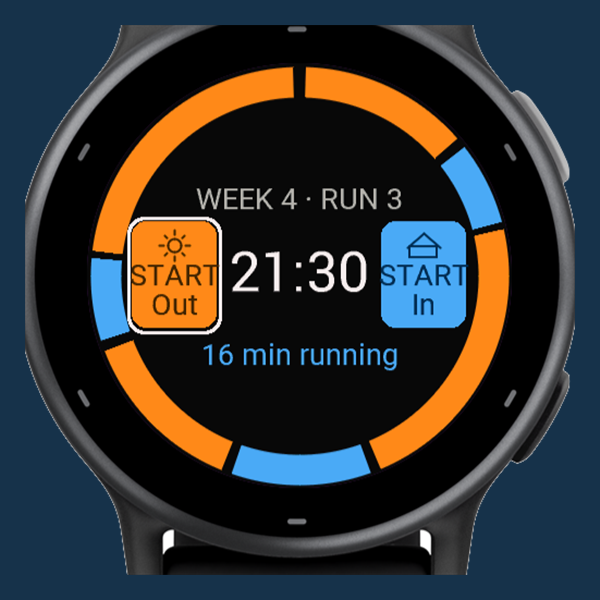 WEEK 4 · RUN 3
START
Out
21:30
START
In
16 min running